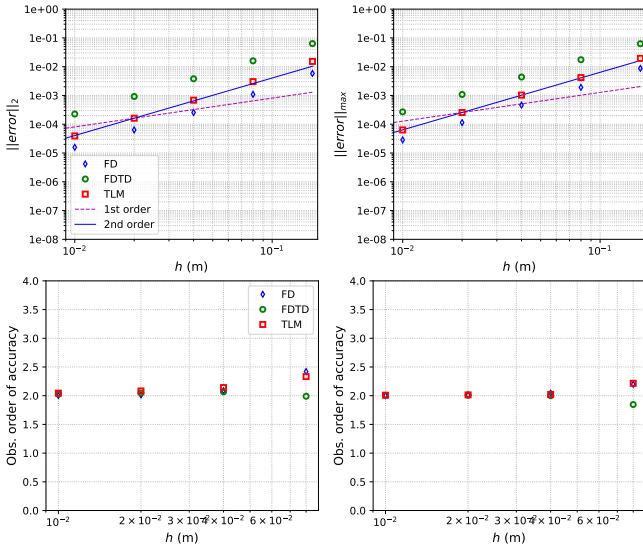 ||error||₂
1e+00
1e−01
1e−02
1e−03
1e−04
1e−05
1e−06
1e−07
1e−08
FD
FDTD
TLM
1st order
2nd order
10⁻² 10⁻¹
h (m)
||error||ₘₐₓ
1e+00
1e−01
1e−02
1e−03
1e−04
1e−05
1e−06
1e−07
1e−08
10⁻² 10⁻¹
h (m)
Obs. order of accuracy
4.0
3.5
3.0
2.5
2.0
1.5
1.0
0.5
0.0
FD
FDTD
TLM
10⁻² 2 × 10⁻² 3 × 10⁻² 4 × 10⁻² 6 × 10⁻²
h (m)
Obs. order of accuracy
4.0
3.5
3.0
2.5
2.0
1.5
1.0
0.5
0.0
10⁻² 2 × 10⁻² 3 × 10⁻² 4 × 10⁻² 6 × 10⁻²
h (m)